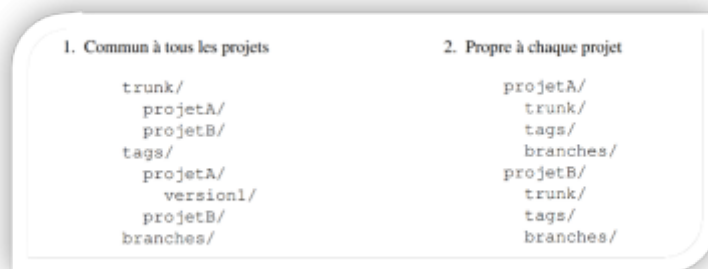 1. Commun à tous les projets
trunk/
projetA/
projetB/
tags/
projetA/
version1/
projetB/
branches/
2. Propre à chaque projet
projetA/
trunk/
tags/
branches/
projetB/
trunk/
tags/
branches/